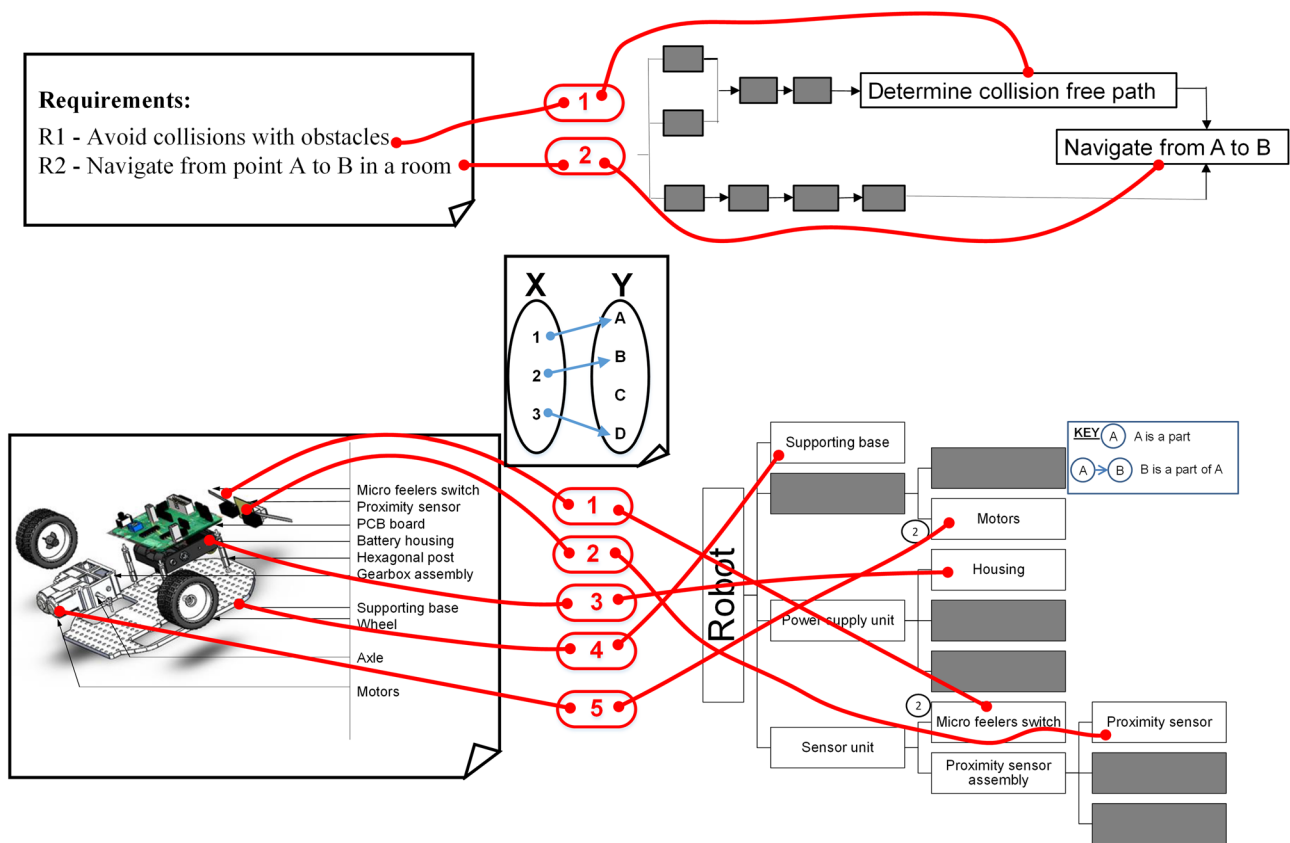 Requirements:
R1 - Avoid collisions with obstacles
R2 - Navigate from point A to B in a room
1
2
Determine collision free path
Navigate from A to B
X Y
1
2
3
A
B
C
D
Micro feelers switch
Proximity sensor
PCB board
Battery housing
Hexagonal post
Gearbox assembly
Supporting base
Wheel
Axle
Motors
1
2
3
4
5
Robot
Supporting base
Power supply unit
Sensor unit
2
Motors
Housing
2
Micro feelers switch
Proximity sensor
assembly
Proximity sensor
KEY A A is a part
A B B is a part of A